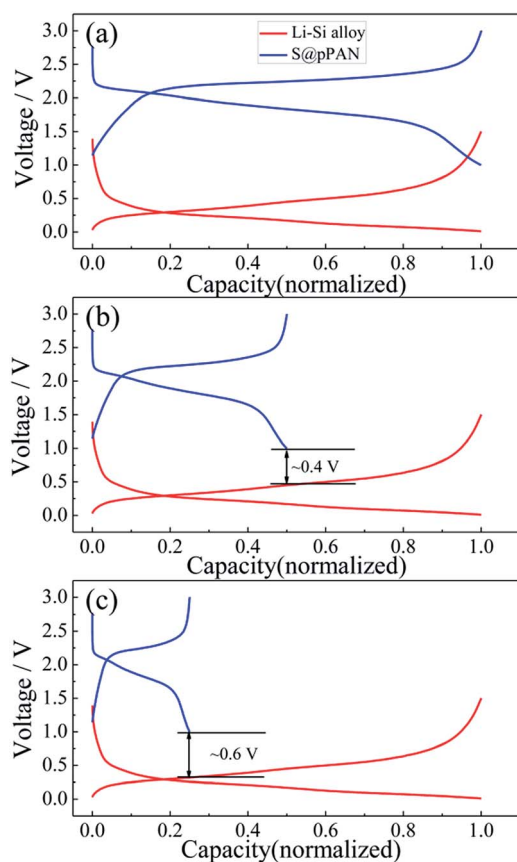 (a)
Li-Si alloy
S@pPAN
Voltage / V
3.0
2.5
2.0
1.5
1.0
0.5
0.0
0.0 0.2 0.4 0.6 0.8 1.0
Capacity(normalized)
(b)
Voltage / V
3.0
2.5
2.0
1.5
1.0
0.5
0.0
~0.4 V
0.0 0.2 0.4 0.6 0.8 1.0
Capacity(normalized)
(c)
Voltage / V
3.0
2.5
2.0
1.5
1.0
0.5
0.0
~0.6 V
0.0 0.2 0.4 0.6 0.8 1.0
Capacity(normalized)